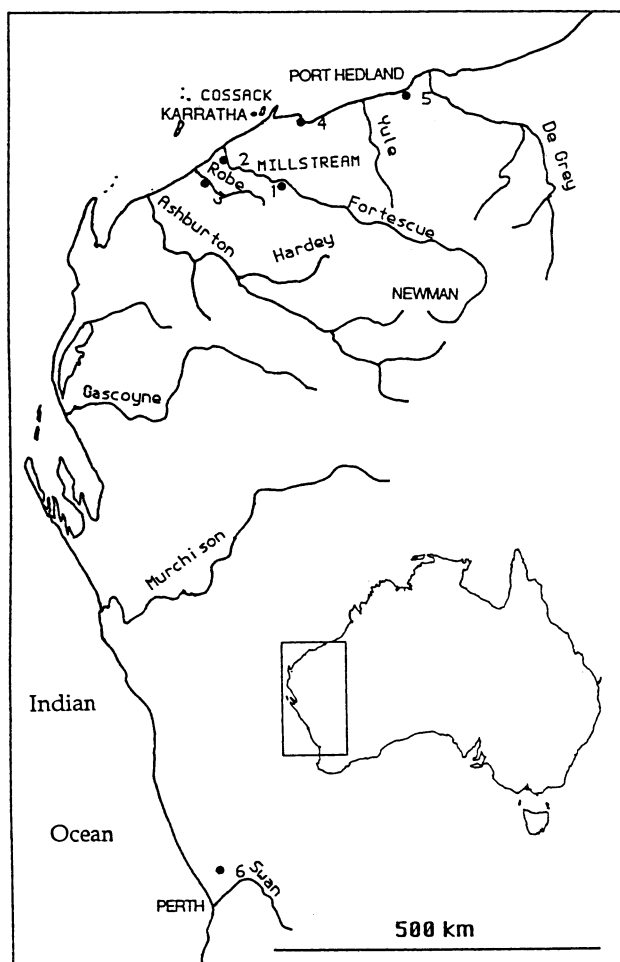 PORT HEDLAND
COSSACK
KARRATHA
4
5
Yule
De Grey
2
MILLSTREAM
Robe
1
3
Fortescue
Ashburton
Hardey
NEWMAN
Gascoyne
Murchison
Indian
Ocean
6
Swan
PERTH
500 km